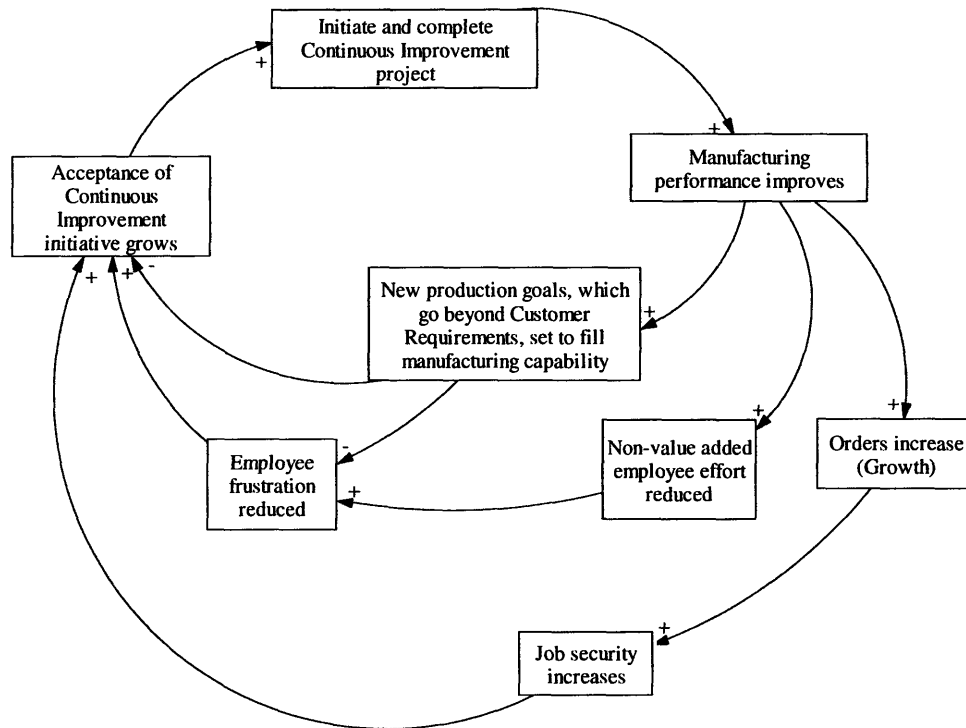 Initiate and complete
Continuous Improvement
project
+
+
Manufacturing
performance improves
Acceptance of
Continuous
Improvement
initiative grows
+
+
-
New production goals, which
go beyond Customer
Requirements, set to fill
manufacturing capability
+
+
+
-
Employee
frustration
reduced
+
Non-value added
employee effort
reduced
Orders increase
(Growth)
+
Job security
increases